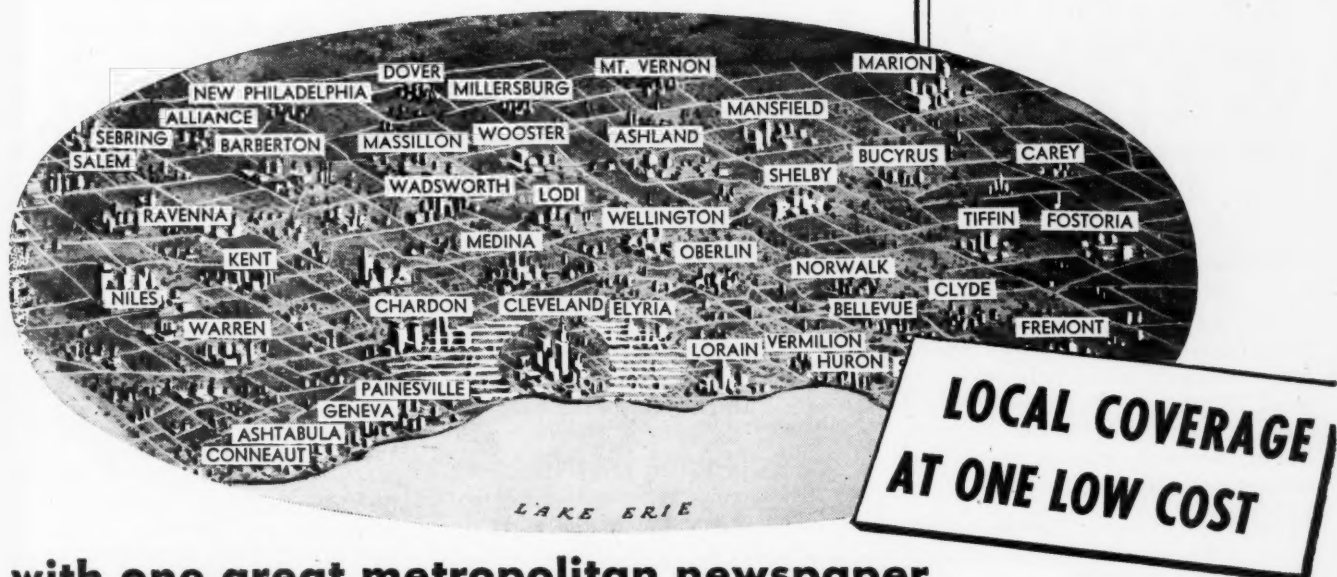 DOVER
MT. VERNON
MARION
NEW PHILADELPHIA
MILLERSBURG
ALLIANCE
MANSFIELD
SEBRING
BARBERTON
MASSILLON
WOOSTER
ASHLAND
SALEM
BUCYRUS
CAREY
WADSWORTH
LODI
SHELBY
RAVENNA
WELLINGTON
TIFFIN
FOSTORIA
MEDINA
OBERLIN
KENT
NORWALK
NILES
CLYDE
CHARDON
CLEVELAND
ELYRIA
BELLEVUE
WARREN
FREMONT
LORAIN
VERMILION
HURON
PAINESVILLE
GENEVA
ASHTABULA
CONNEAUT
LAKE ERIE
LOCAL COVERAGE
AT ONE LOW COST
with one great metropolitan newspaper